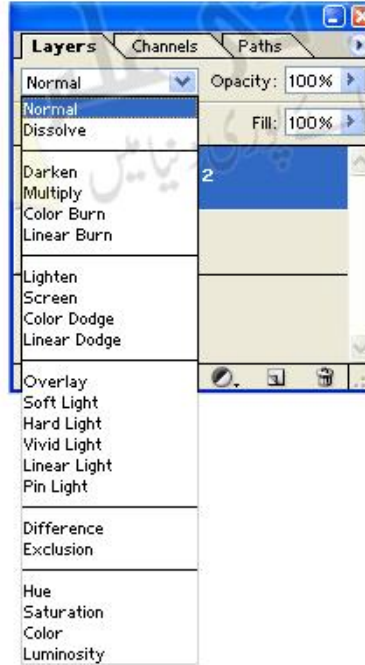 Layers Channels Paths
Normal Opacity: 100%
Normal Fill: 100%
Dissolve
2
Darken
Multiply
Color Burn
Linear Burn
Lighten
Screen
Color Dodge
Linear Dodge
Overlay
Soft Light
Hard Light
Vivid Light
Linear Light
Pin Light
Difference
Exclusion
Hue
Saturation
Color
Luminosity